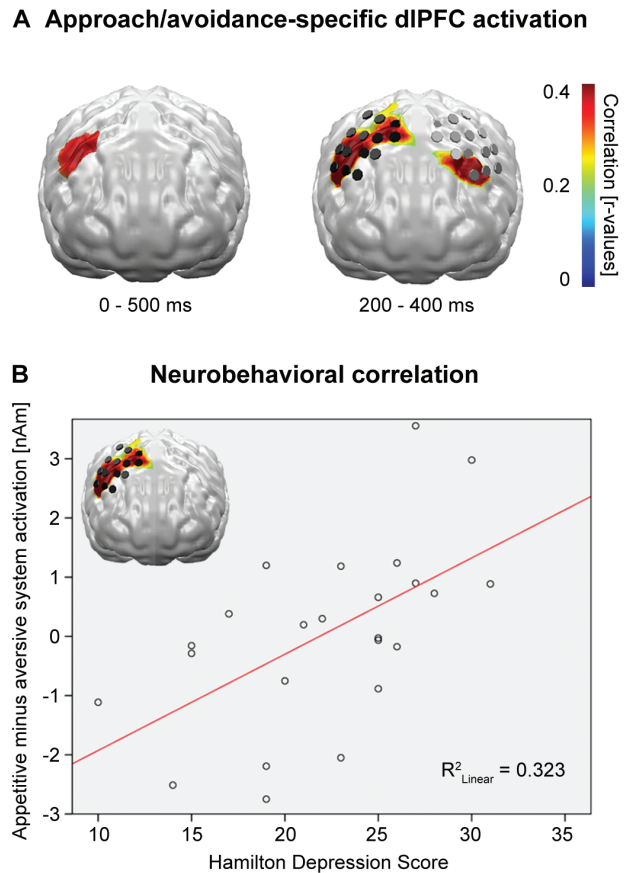 A Approach/avoidance-specific dlPFC activation
0.4
0.2
0
Correlation [r-values]
0 - 500 ms
200 - 400 ms
B Neurobehavioral correlation
Appetitive minus aversive system activation [nAm]
3
2
1
0
-1
-2
-3
R²Linear = 0.323
10 15 20 25 30 35
Hamilton Depression Score